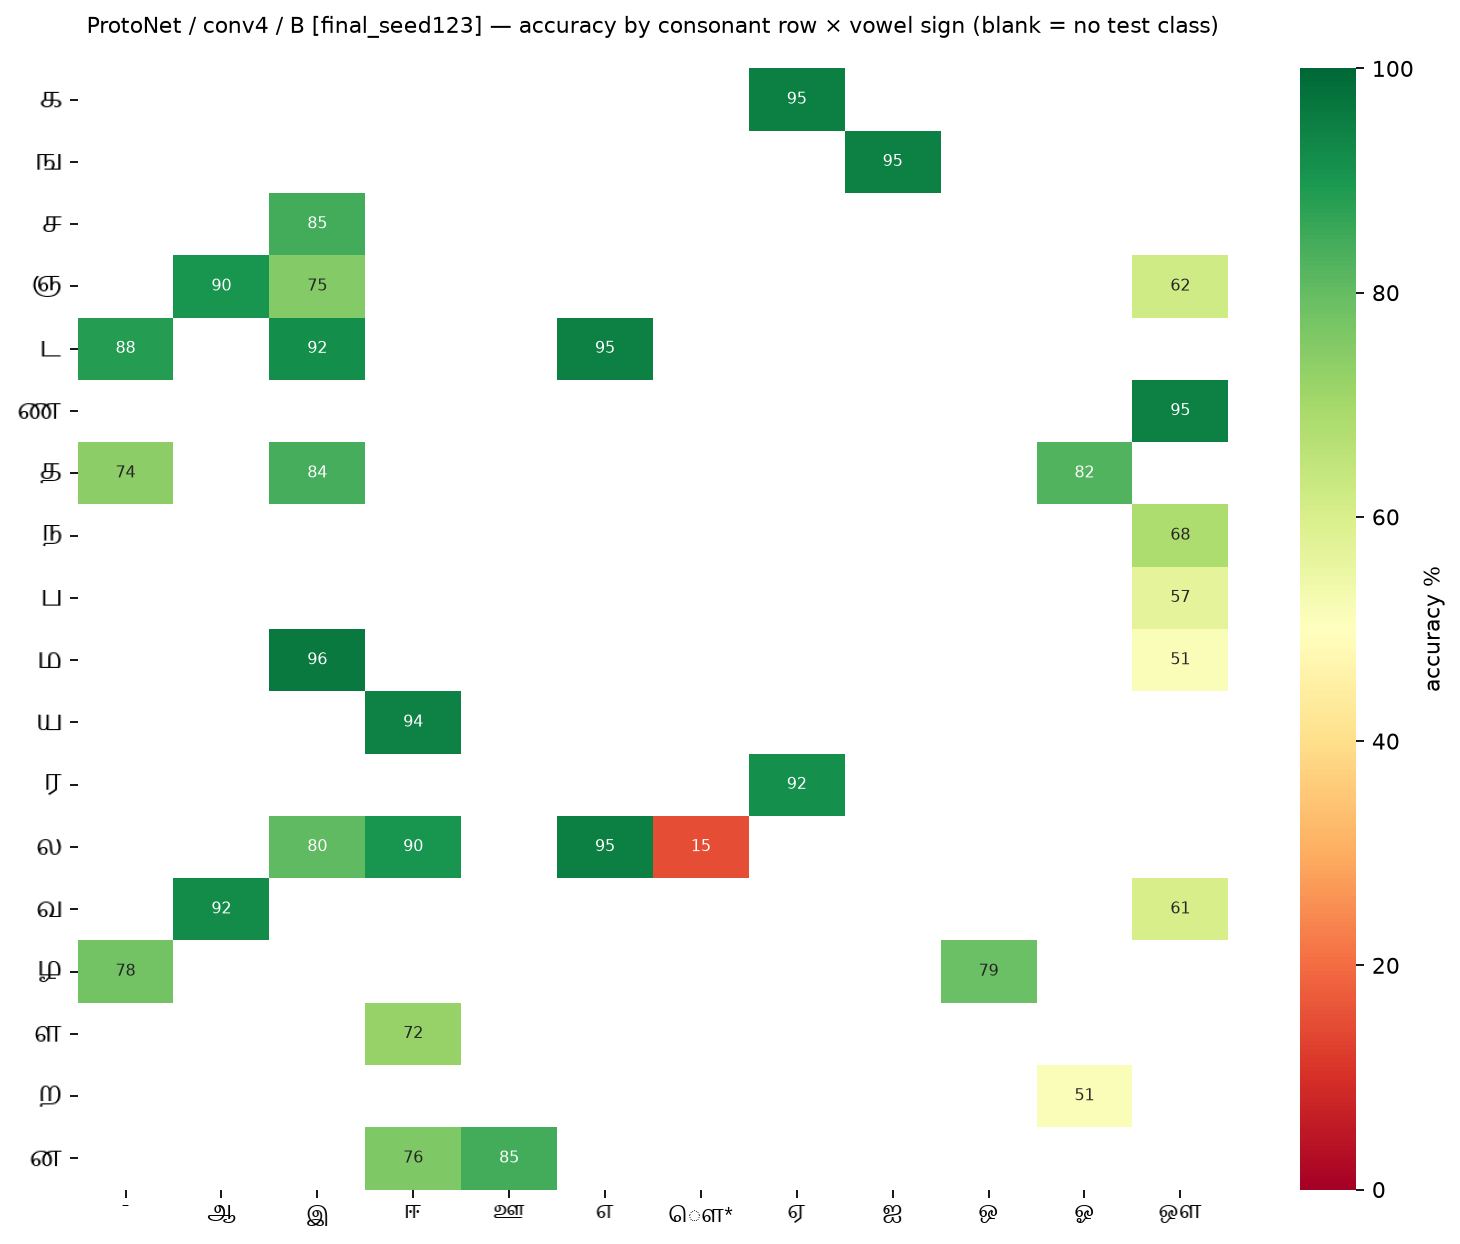 ProtoNet / conv4 / B [final_seed123] — accuracy by consonant row × vowel sign (blank = no test class)
க 95
ங 95
ச 85
ஞ 90 75 62
ட 88 92 95
ண 95
த 74 84 82
ந 68
ப 57
ம 96 51
ய 94
ர 92
ல 80 90 95 15
வ 92 61
ழ 78 79
ள 72
ற 51
ன 76 85
- ஆ இ ஈ ஊ எ ௌ* ஏ ஐ ஒ ஓ ஔ
100
80
60
40
20
0
accuracy %